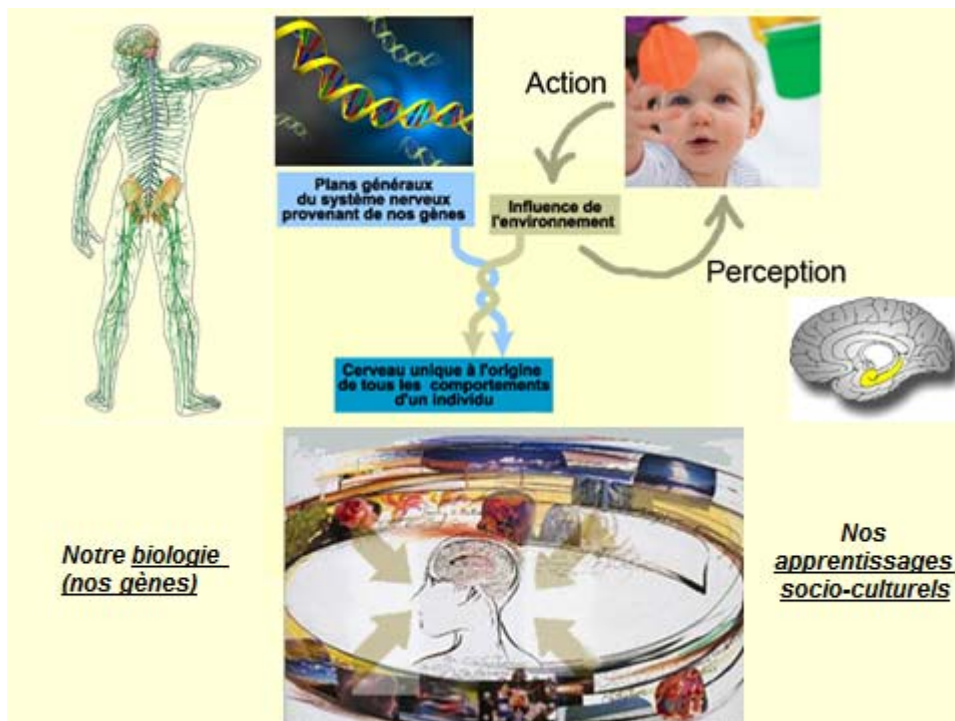 Action
Plans généraux
du système nerveux
provenant de nos gènes
Influence de
l'environnement
Perception
Cerveau unique à l'origine
de tous les comportements
d'un individu
Notre biologie
(nos gènes)
Nos
apprentissages
socio-culturels